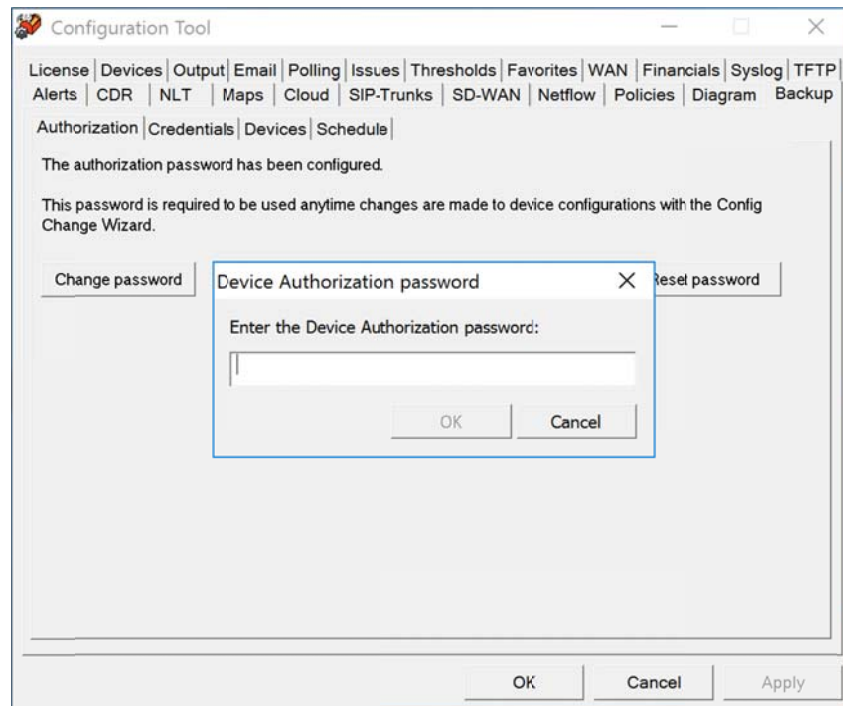 Configuration Tool
License Devices Output Email Polling Issues Thresholds Favorites WAN Financials Syslog TFTP
Alerts CDR NLT Maps Cloud SIP-Trunks SD-WAN Netflow Policies Diagram Backup
Authorization Credentials Devices Schedule
The authorization password has been configured.
This password is required to be used anytime changes are made to device configurations with the Config
Change Wizard.
Change password
Device Authorization password
Reset password
Enter the Device Authorization password:
OK Cancel
OK Cancel Apply